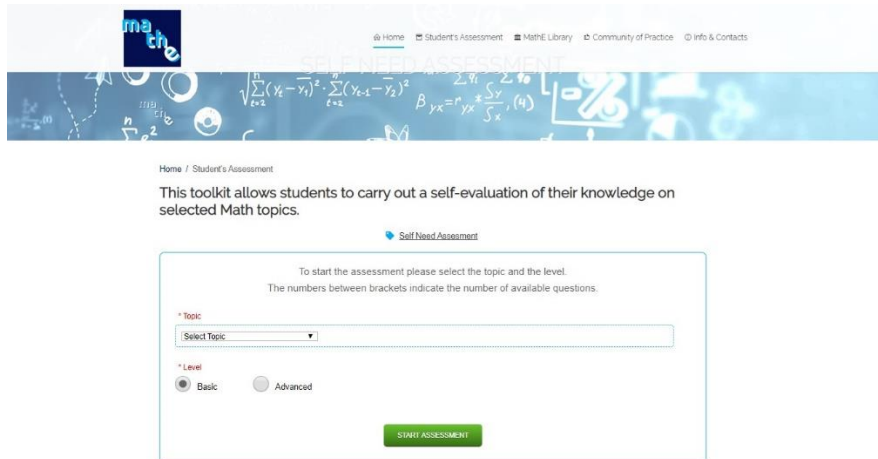 ma
the
Home Student's Assessment MathE Library Community of Practice Info & Contacts
SELF NEED ASSESSMENT
Home / Student's Assessment
This toolkit allows students to carry out a self-evaluation of their knowledge on
selected Math topics.
Self Need Assesment
To start the assessment please select the topic and the level.
The numbers between brackets indicate the number of available questions.
* Topic
Select Topic
* Level
Basic Advanced
START ASSESSMENT